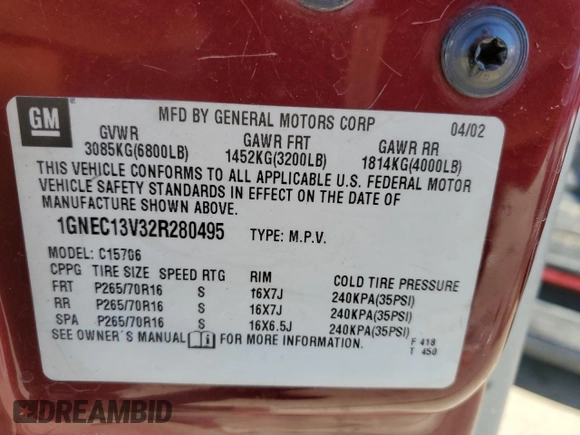 GM
MFD BY GENERAL MOTORS CORP 04/02
GVWR GAWR FRT GAWR RR
3085KG(6800LB) 1452KG(3200LB) 1814KG(4000LB)
THIS VEHICLE CONFORMS TO ALL APPLICABLE U.S. FEDERAL MOTOR
VEHICLE SAFETY STANDARDS IN EFFECT ON THE DATE OF
MANUFACTURE SHOWN ABOVE.
1GNEC13V32R280495 TYPE: M.P.V.
MODEL: C15706
CPPG TIRE SIZE SPEED RTG RIM COLD TIRE PRESSURE
FRT P265/70R16 S 16X7J 240KPA(35PSI)
RR P265/70R16 S 16X7J 240KPA(35PSI)
SPA P265/70R16 S 16X6.5J 240KPA(35PSI)
SEE OWNER'S MANUAL i FOR MORE INFORMATION.
F 418
T 450
DREAMBID